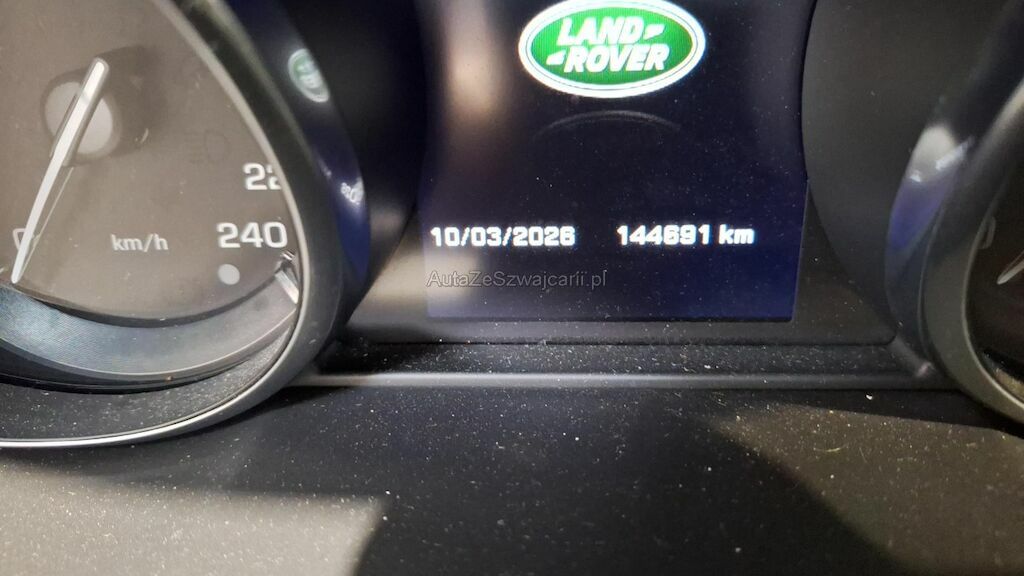 LAND
ROVER
22
240
km/h
10/03/2026 144691 km
AutaZeSzwajcarii.pl